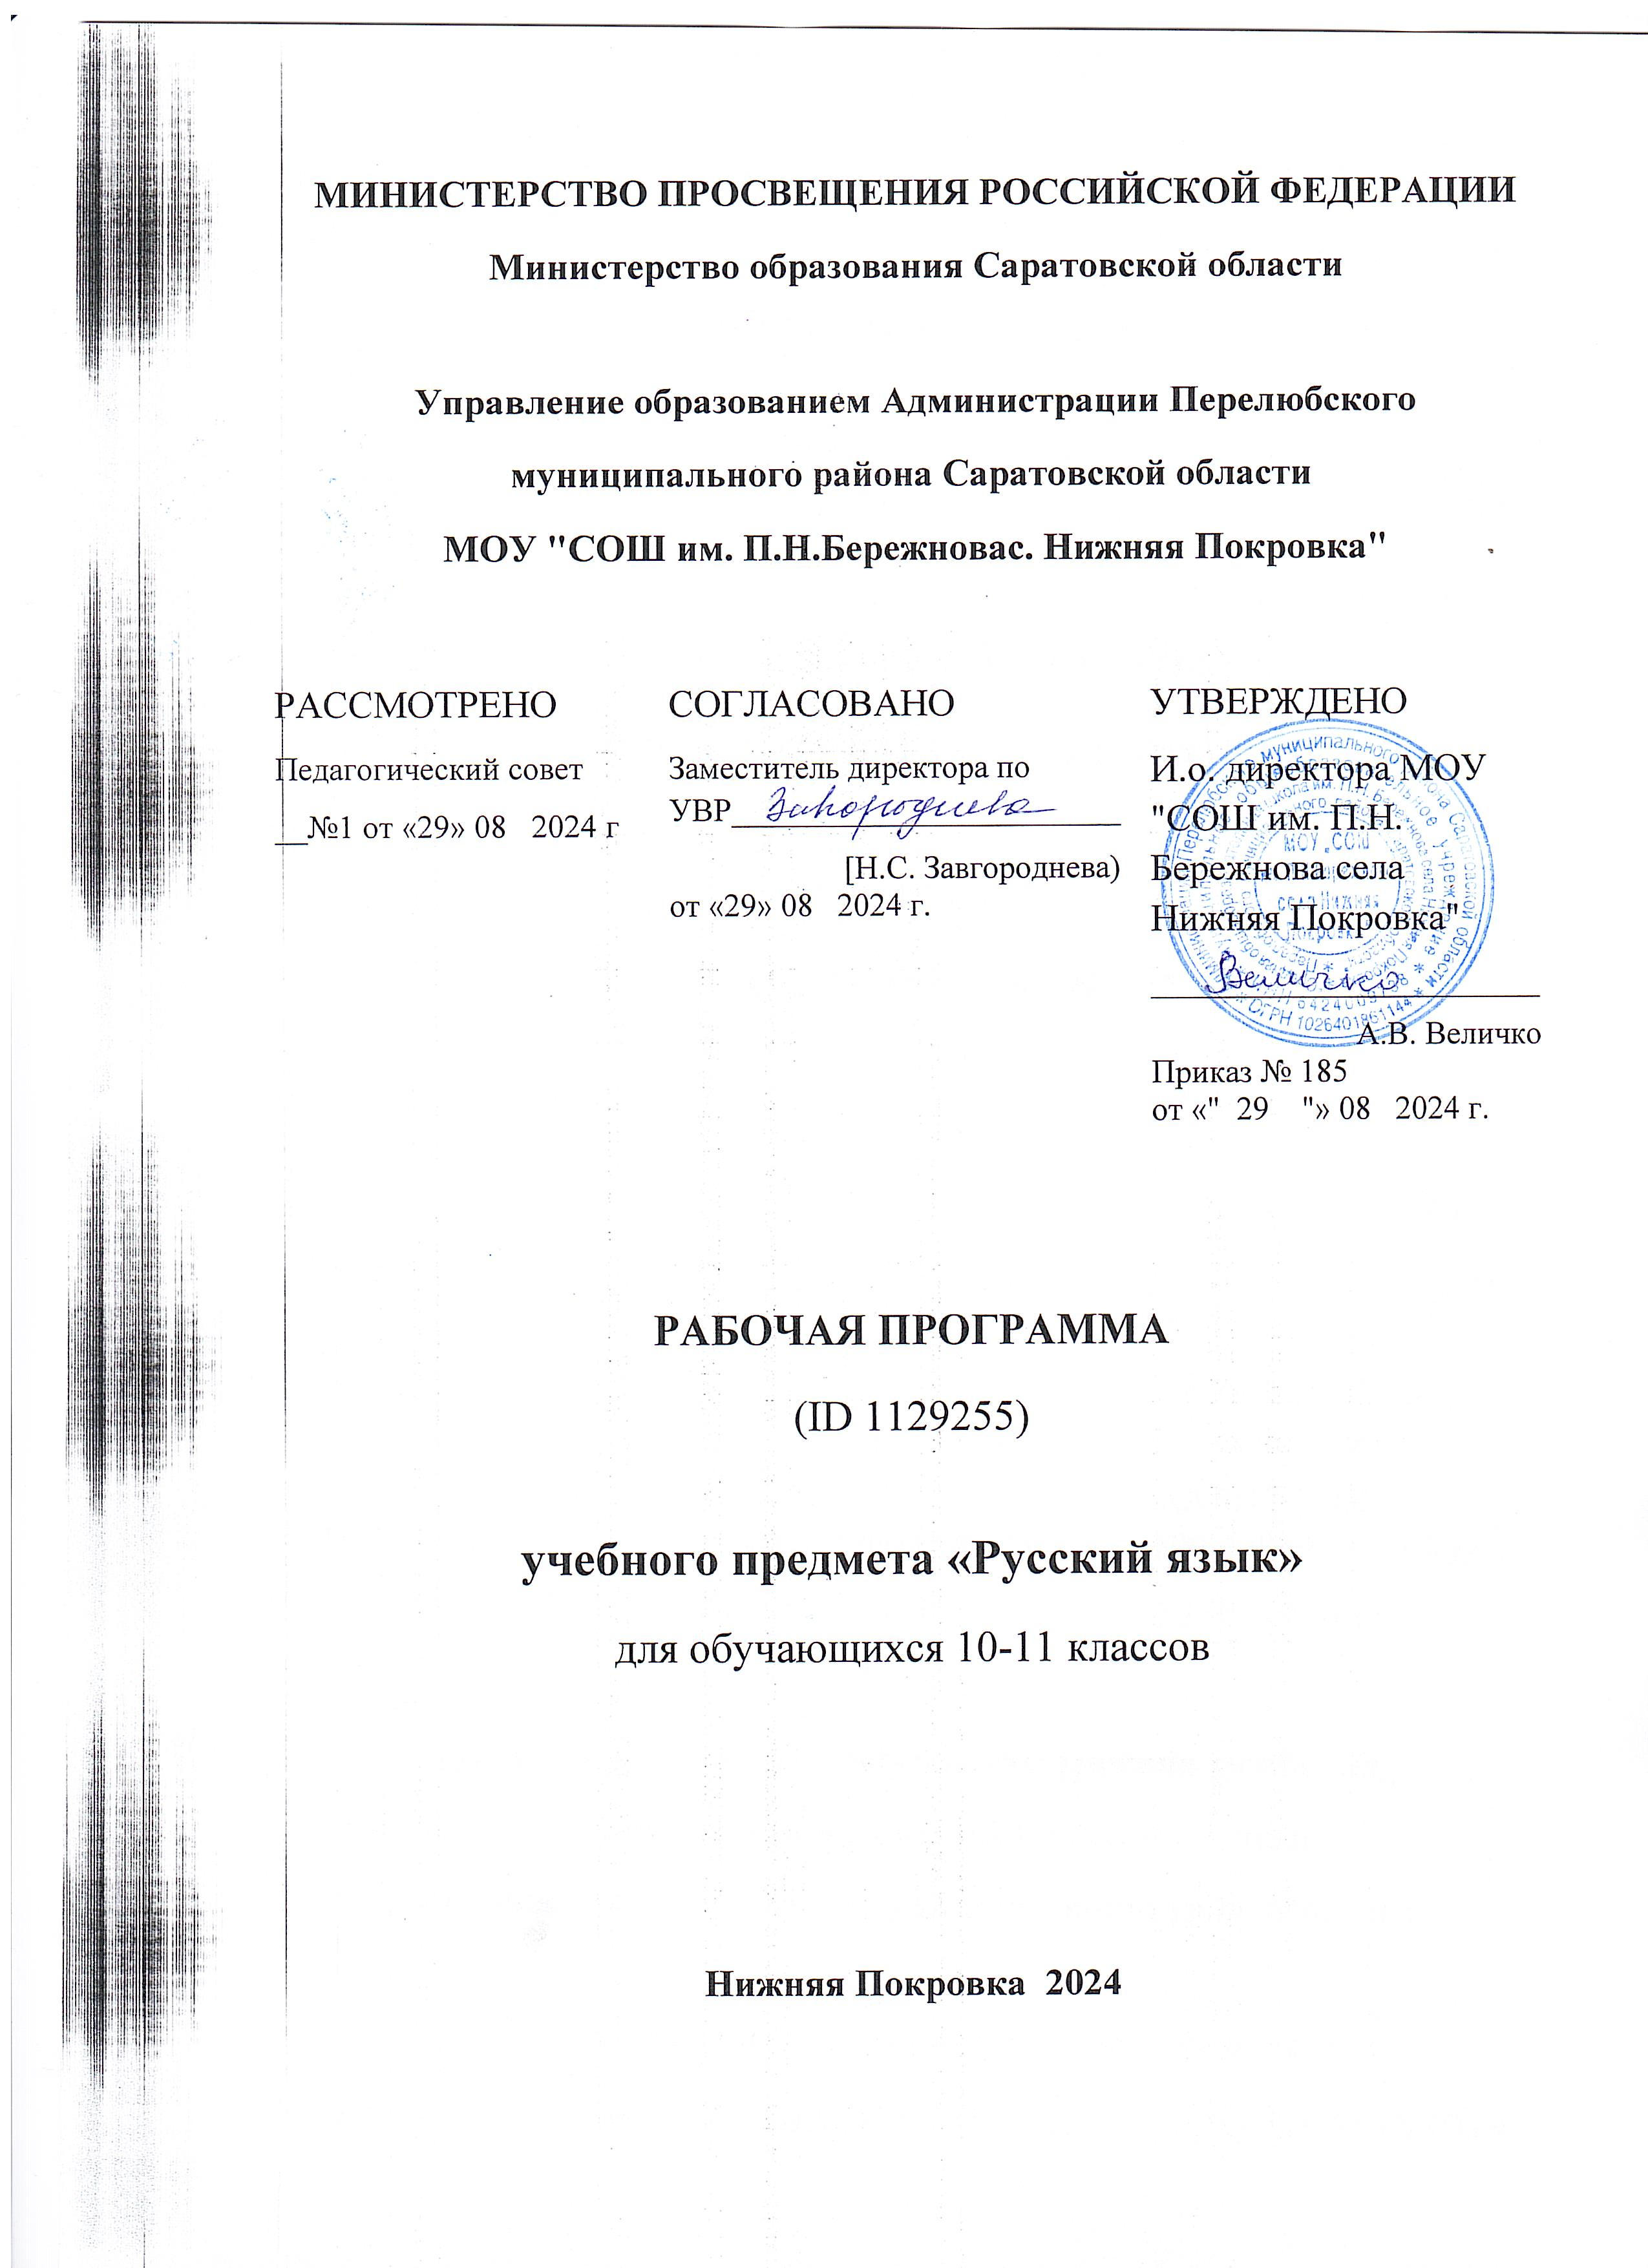 МИНИСТЕРСТВО ПРОСВЕЩЕНИЯ РОССИЙСКОЙ ФЕДЕРАЦИИ
Министерство образования Саратовской области
Управление образованием Администрации Перелюбского
муниципального района Саратовской области
МОУ "СОШ им. П.Н.Бережновас. Нижняя Покровка"
РАССМОТРЕНО
Педагогический совет
__№1 от «29» 08 2024 г
СОГЛАСОВАНО
Заместитель директора по
УВР
[Н.С. Завгороднева)
от «29» 08 2024 г.
УТВЕРЖДЕНО
И.о. директора МОУ
"СОШ им. П.Н.
Бережнова села
Нижняя Покровка"
Величко
А.В. Величко
Приказ № 185
от «" 29 "» 08 2024 г.
ОГРН 1026401861144
РАБОЧАЯ ПРОГРАММА
(ID 1129255)
учебного предмета «Русский язык»
для обучающихся 10-11 классов
Нижняя Покровка 2024